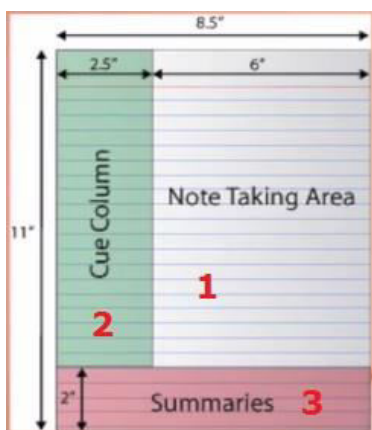 8.5"
2.5"
6"
11"
Cue Column
Note Taking Area
1
2
2"
Summaries 3